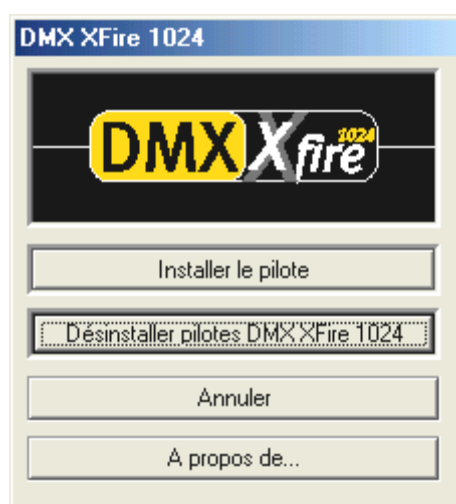 DMX XFire 1024
DMX Xfire 1024
Installer le pilote
Désinstaller pilotes DMX XFire 1024
Annuler
A propos de...